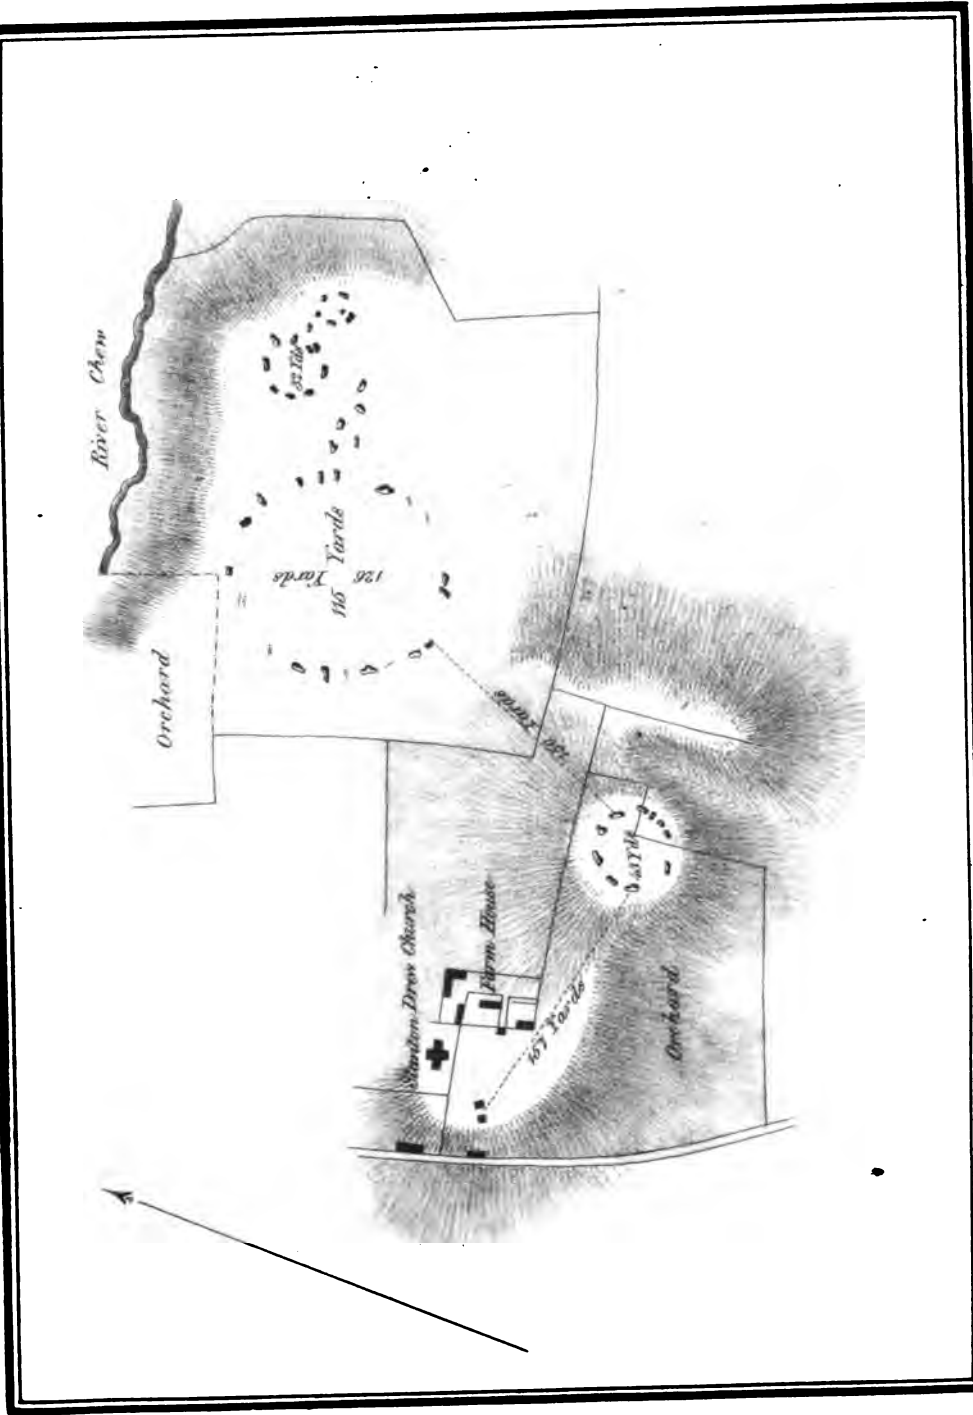 River Chew
Orchard
32 Yds
126 Yards
115 Yards
150 Yards
43 Yds
Stanton Drew Church
Farm House
157 Yards
Orchard